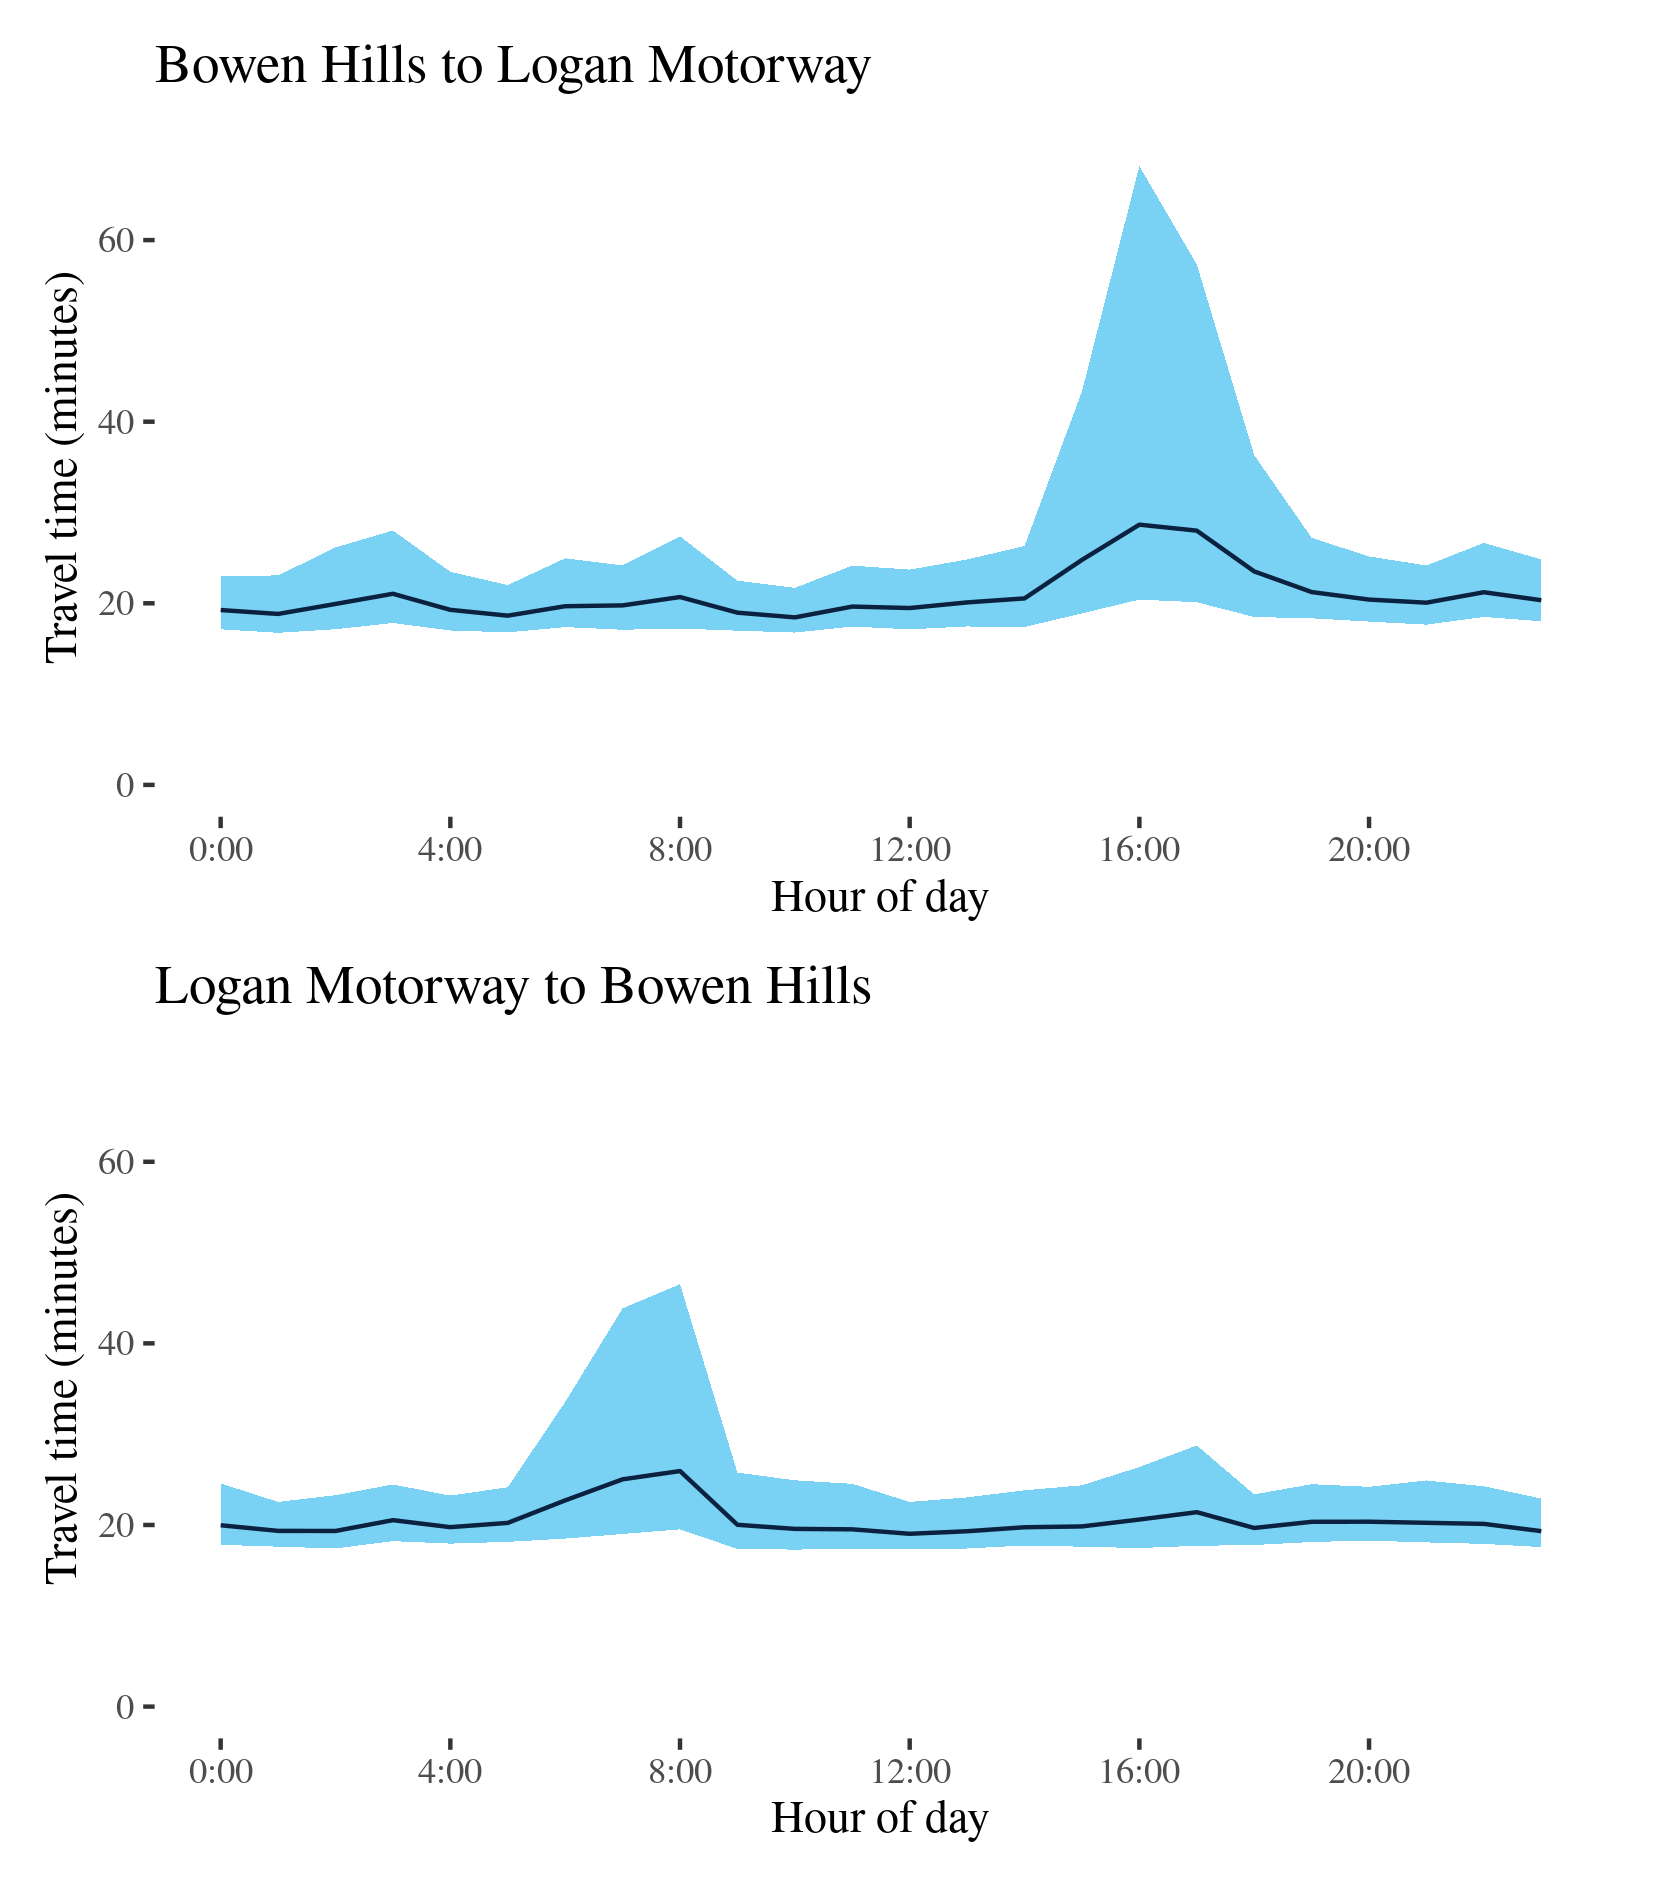 Bowen Hills to Logan Motorway
Travel time (minutes)
60
40
20
0
0:00 4:00 8:00 12:00 16:00 20:00
Hour of day
Logan Motorway to Bowen Hills
Travel time (minutes)
60
40
20
0
0:00 4:00 8:00 12:00 16:00 20:00
Hour of day